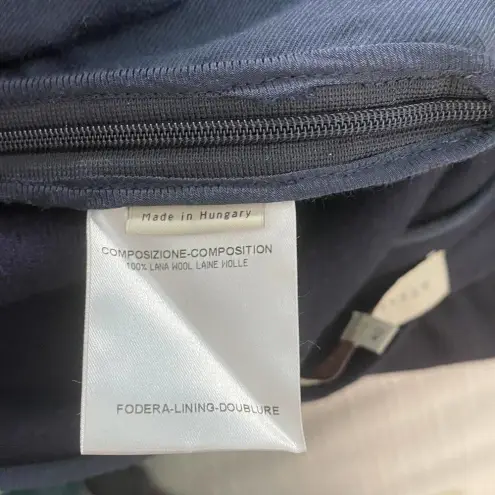 Made in Hungary
COMPOSIZIONE-COMPOSITION
100% LANA WOOL LAINE WOLLE
FODERA-LINING-DOUBLURE